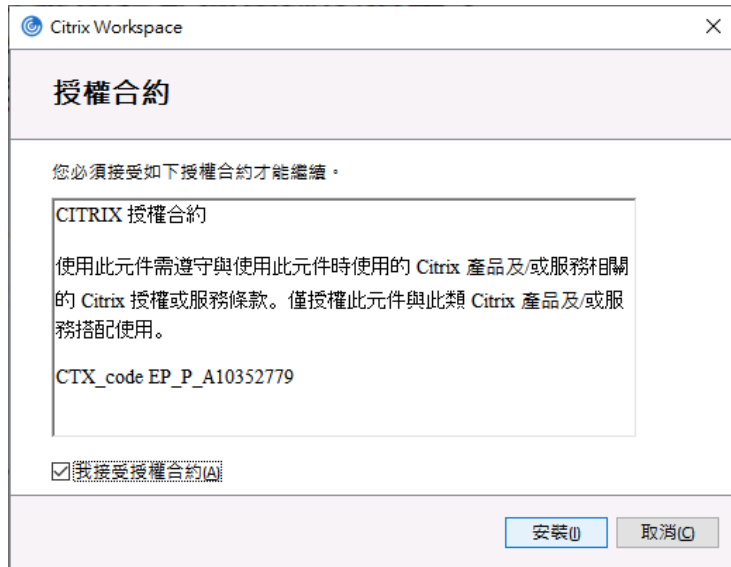 Citrix Workspace
授權合約
您必須接受如下授權合約才能繼續。
CITRIX 授權合約
使用此元件需遵守與使用此元件時使用的 Citrix 產品及/或服務相關
的 Citrix 授權或服務條款。僅授權此元件與此類 Citrix 產品及/或服
務搭配使用。
CTX_code EP_P_A10352779
我接受授權合約(A)
安裝(I) 取消(C)